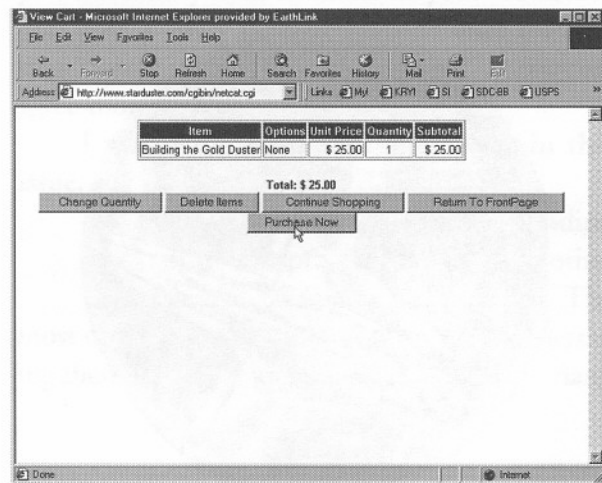 View Cart - Microsoft Internet Explorer provided by EarthLink
File Edit View Favorites Tools Help
Back Forward Stop Refresh Home Search Favorites History Mail Print Edit
Address http://www.starduster.com/cgibin/netcat.cgi Links My! KRYI SI SDC-BB USPS »
Item Options Unit Price Quantity Subtotal
Building the Gold Duster None $ 25.00 1 $ 25.00
Total: $ 25.00
Change Quantity Delete Items Continue Shopping Return To FrontPage
Purchase Now
Done Internet